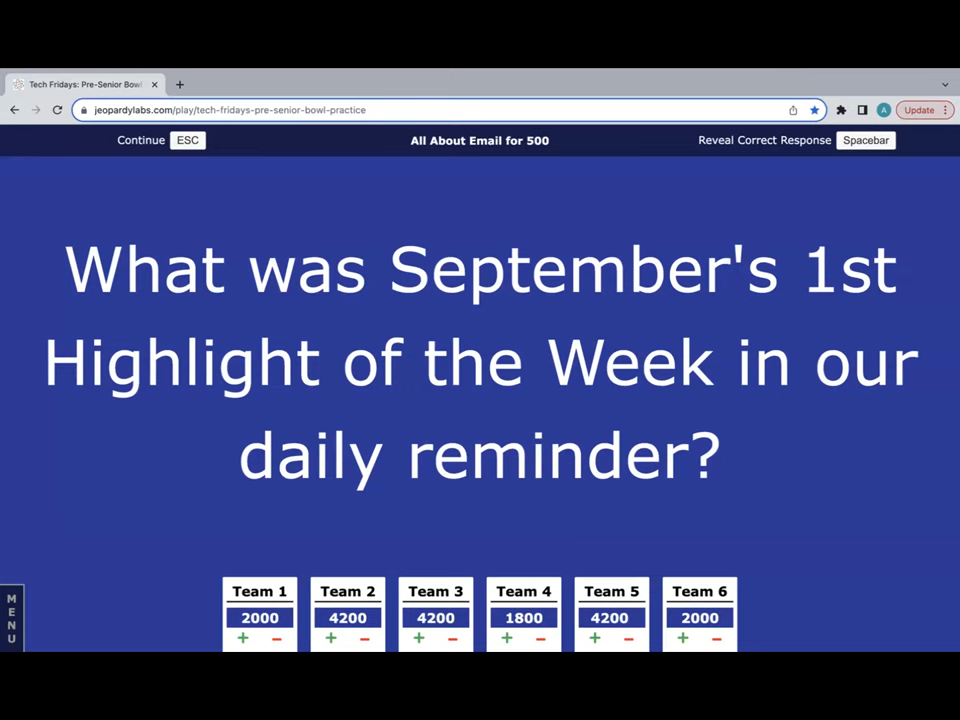 Tech Fridays: Pre-Senior Bowl
jeopardylabs.com/play/tech-fridays-pre-senior-bowl-practice
A
Update
Continue ESC
All About Email for 500
Reveal Correct Response Spacebar
What was September's 1st
Highlight of the Week in our
daily reminder?
MENU
Team 1 Team 2 Team 3 Team 4 Team 5 Team 6
2000 4200 4200 1800 4200 2000
+ − + − + − + − + − + −